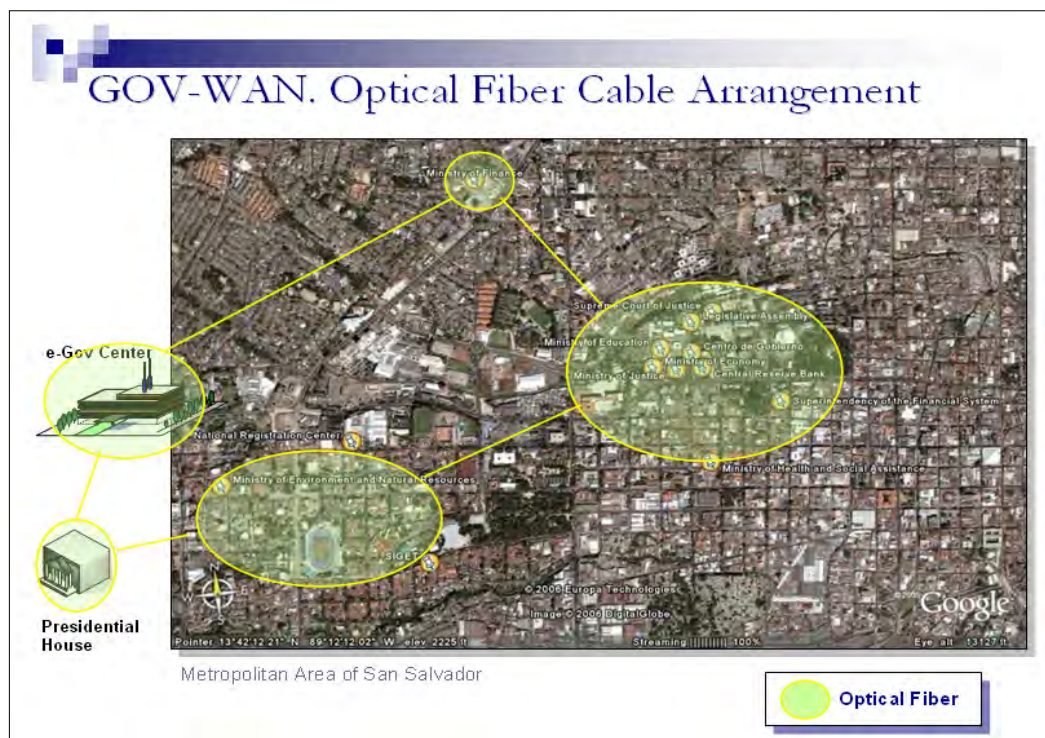 GOV-WAN. Optical Fiber Cable Arrangement
Ministry of Finance
Supreme Court of Justice
Legislative Assembly
e-Gov Center
Ministry of Education
Centro de Gobierno
Ministry of Economy
Ministry of Justice
Central Reserve Bank
Superintendency of the Financial System
National Registration Center
Ministry of Health and Social Assistance
Ministry of Environment and Natural Resources
SIGET
N
W
E
S
© 2006 Europa Technologies
Image © 2006 DigitalGlobe
Google
Presidential
House
Pointer 13°42'12.21" N 89°12'12.02" W elev 2225 ft
Streaming |||||||||| 100%
Eye alt 13127 ft
Metropolitan Area of San Salvador
Optical Fiber